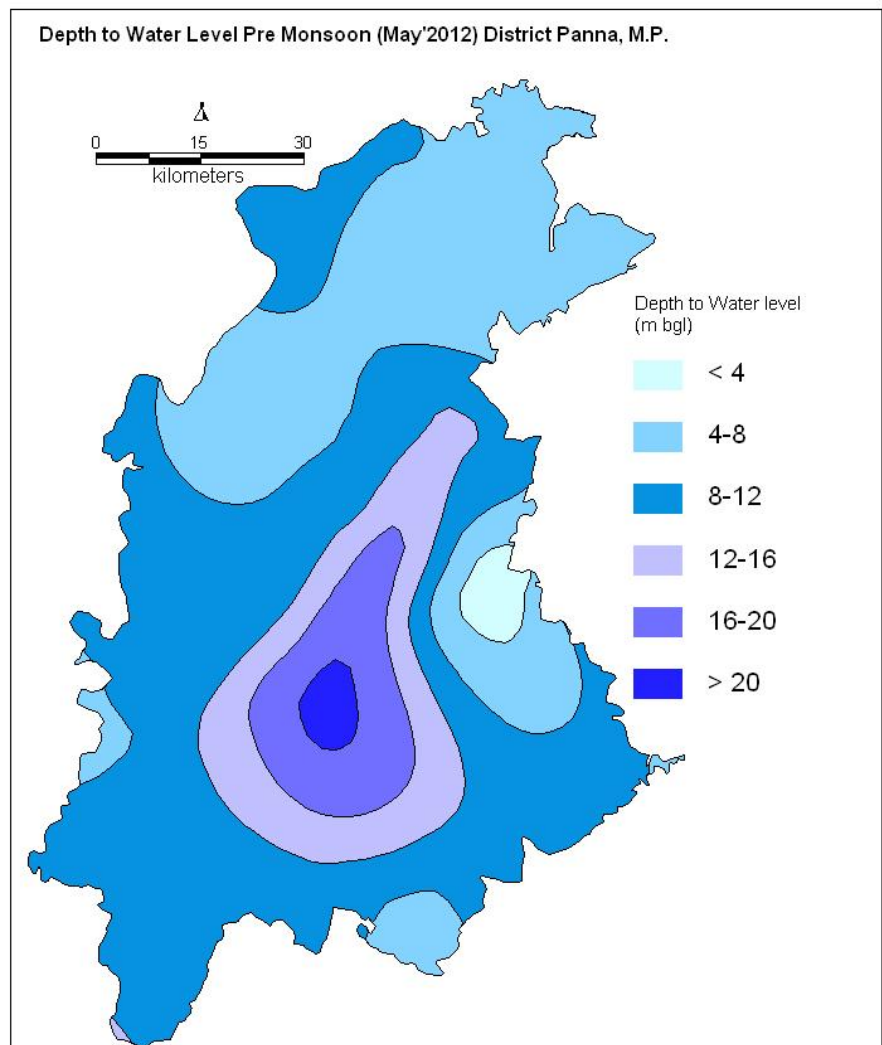 Depth to Water Level Pre Monsoon (May'2012) District Panna, M.P.
0 15 30
kilometers
Depth to Water level
(m bgl)
< 4
4-8
8-12
12-16
16-20
> 20